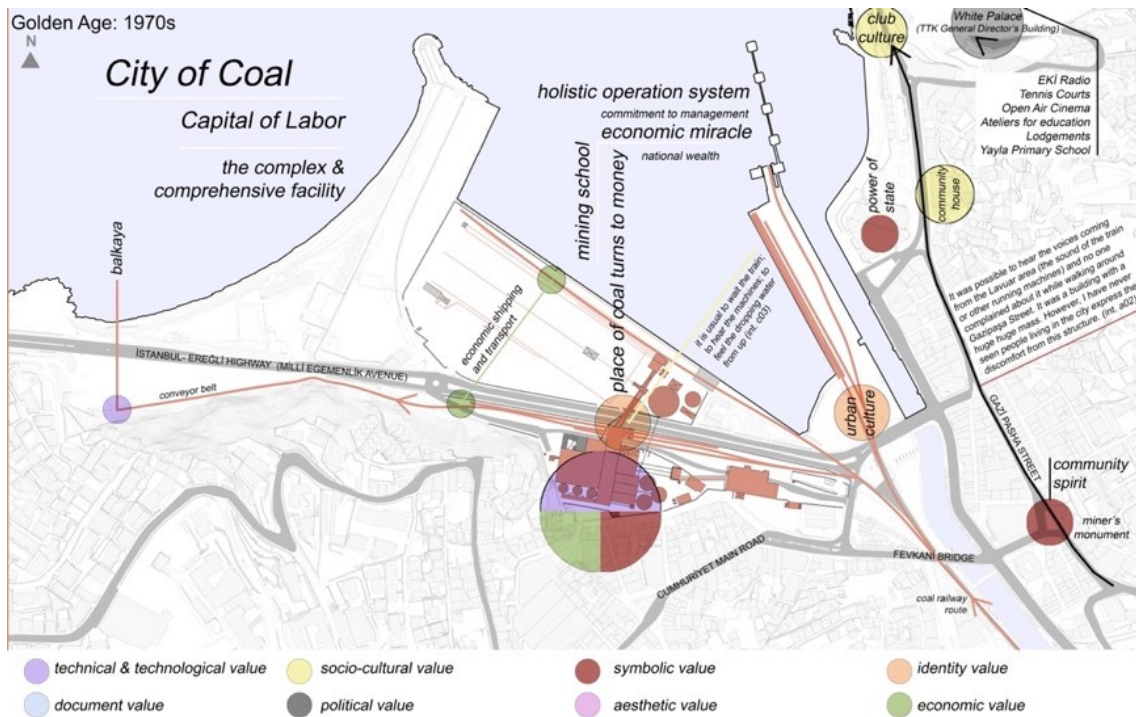 Golden Age: 1970s
N
City of Coal
Capital of Labor
the complex &
comprehensive facility
holistic operation system
commitment to management
economic miracle
national wealth
mining school
place of coal turns to money
club
culture
White Palace
(TTK General Director's Building)
EKİ Radio
Tennis Courts
Open Air Cinema
Ateliers for education
Lodgements
Yayla Primary School
power of
state
community
house
It was possible to hear the voices coming
from the Lavuar area (the sound of the train
or other running machines) and no one
complained about it while walking around
Gazipaşa Street. It was a building with a
huge huge mass. However, I have never
seen people living in the city express the
discomfort from this structure. (int. a02)
balkaya
economic shipping
and transport
it is usual to wait the train;
to hear the machines; to
feel the dropping water
from up (int. c03)
İSTANBUL- EREĞLİ HIGHWAY (MİLLİ EGEMENLİK AVENUE)
conveyor belt
urban
culture
GAZİ PASHA STREET
community
spirit
miner's
monument
FEVKANİ BRIDGE
CUMHURİYET MAIN ROAD
coal railway
route
technical & technological value
socio-cultural value
symbolic value
identity value
document value
political value
aesthetic value
economic value